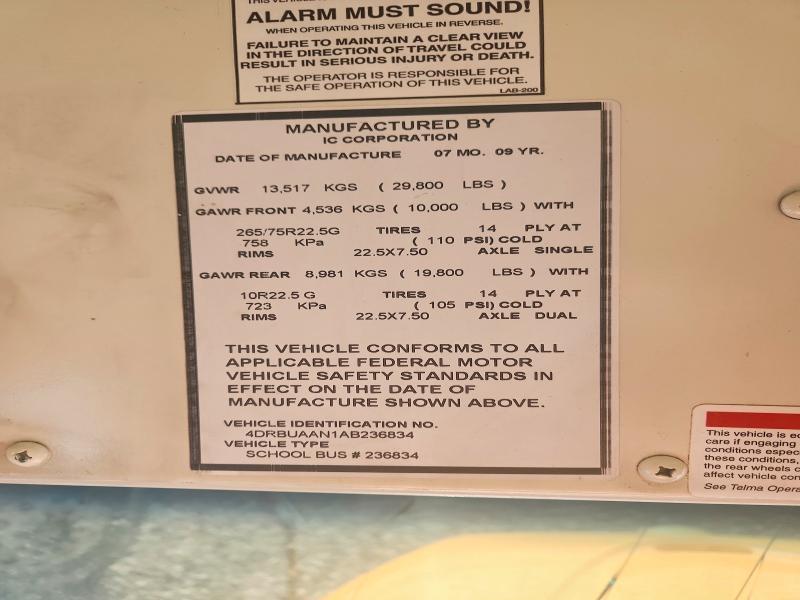 ALARM MUST SOUND!
WHEN OPERATING THIS VEHICLE IN REVERSE.
FAILURE TO MAINTAIN A CLEAR VIEW
IN THE DIRECTION OF TRAVEL COULD
RESULT IN SERIOUS INJURY OR DEATH.
THE OPERATOR IS RESPONSIBLE FOR
THE SAFE OPERATION OF THIS VEHICLE.
LAB-200
MANUFACTURED BY
IC CORPORATION
DATE OF MANUFACTURE 07 MO. 09 YR.
GVWR 13,517 KGS ( 29,800 LBS )
GAWR FRONT 4,536 KGS ( 10,000 LBS ) WITH
265/75R22.5G TIRES 14 PLY AT
758 KPa ( 110 PSI) COLD
RIMS 22.5X7.50 AXLE SINGLE
GAWR REAR 8,981 KGS ( 19,800 LBS ) WITH
10R22.5 G TIRES 14 PLY AT
723 KPa ( 105 PSI) COLD
RIMS 22.5X7.50 AXLE DUAL
THIS VEHICLE CONFORMS TO ALL
APPLICABLE FEDERAL MOTOR
VEHICLE SAFETY STANDARDS IN
EFFECT ON THE DATE OF
MANUFACTURE SHOWN ABOVE.
VEHICLE IDENTIFICATION NO.
4DRBUAAN1AB236834
VEHICLE TYPE
SCHOOL BUS # 236834
This vehicle is
care if engaging
conditions
these conditions,
the rear wheels
affect vehicle
See Telma